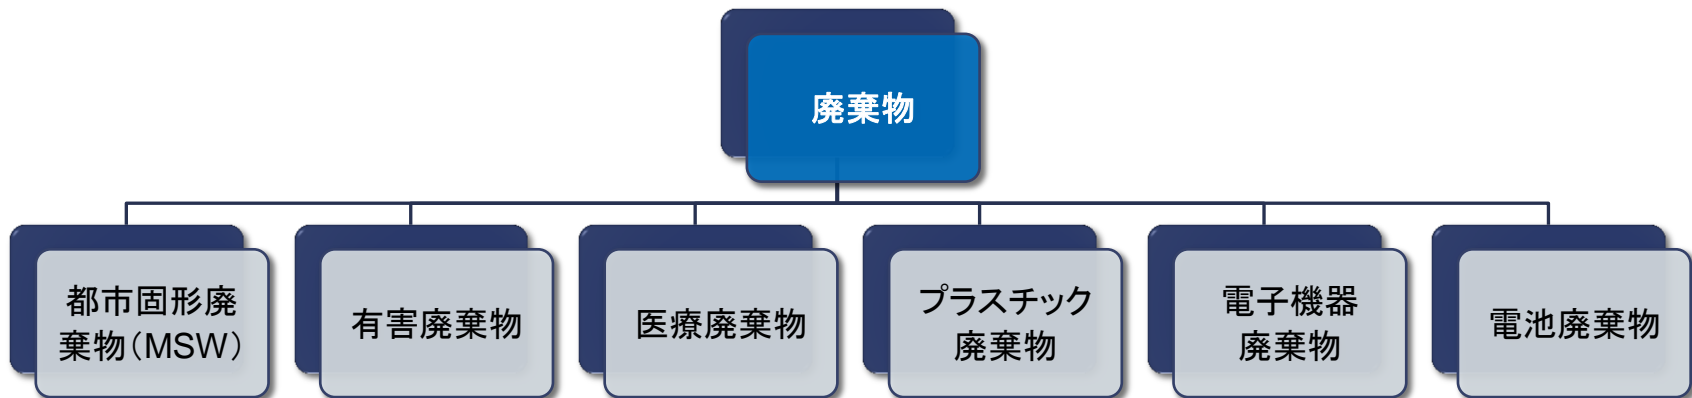 廃棄物
都市固形廃
棄物（MSW）
有害廃棄物
医療廃棄物
プラスチック
廃棄物
電子機器
廃棄物
電池廃棄物